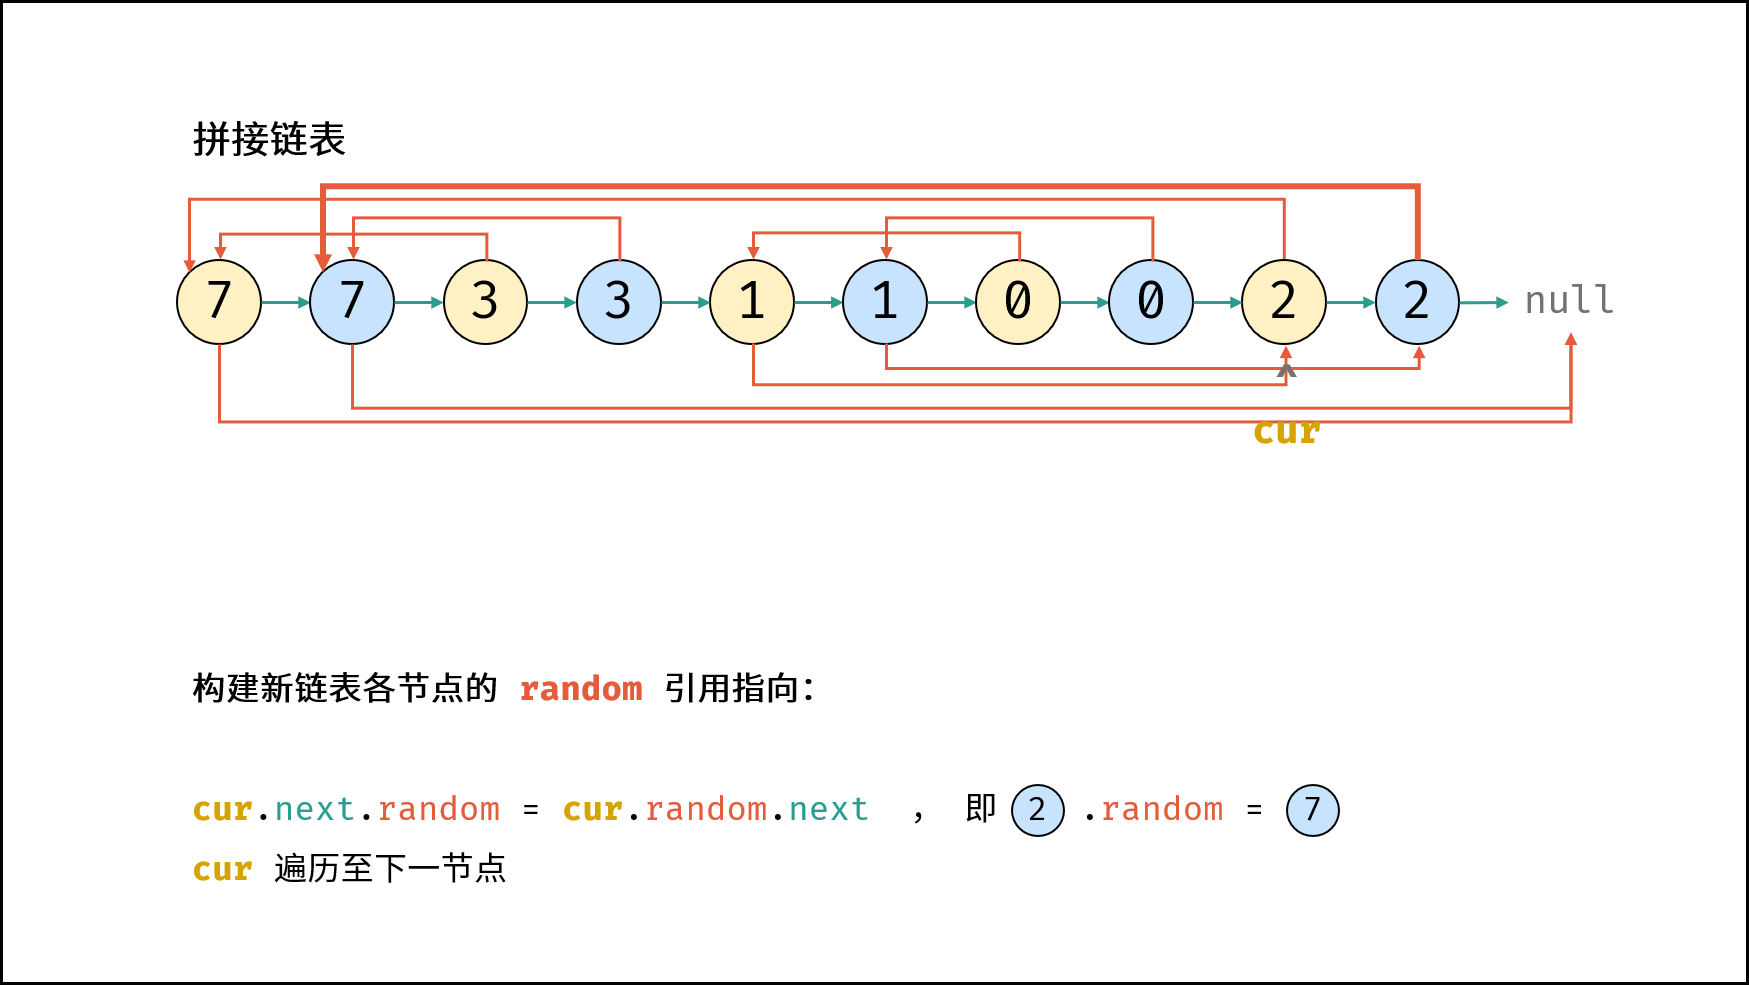 拼接链表
7 7 3 3 1 1 0 0 2 2 null
^
cur
构建新链表各节点的 random 引用指向：
cur.next.random = cur.random.next ， 即 2 .random = 7
cur 遍历至下一节点